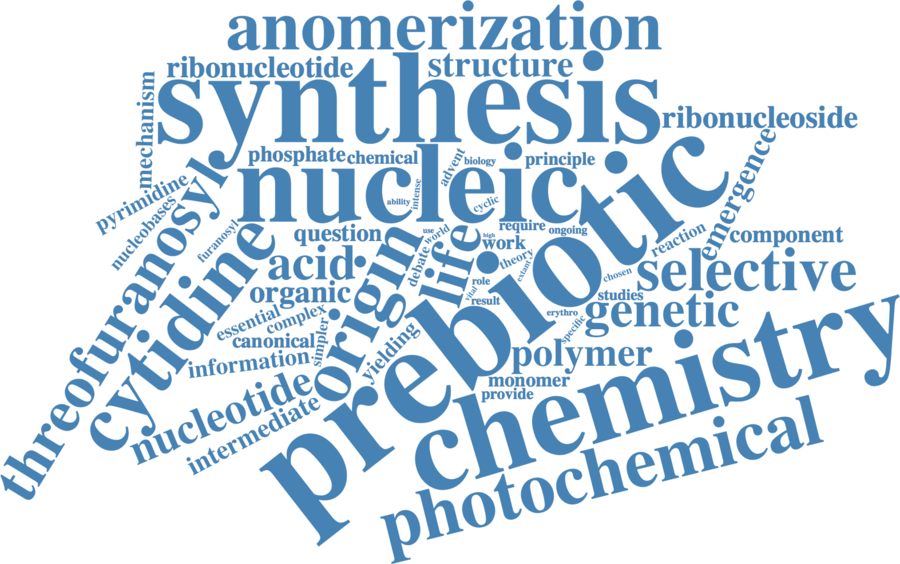 anomerization
ribonucleotide
structure
synthesis
mechanism
ribonucleoside
phosphate
chemical
advent
biology
principle
nucleic
ability
intense
cyclic
pyrimidine
nucleobases
threofuranosyl
furanosyl
cytidine
question
acid
organic
origin
debate
use
world
life
high
work
require
ongoing
theory
extant
role
vital
result
prebiotic
emergence
reaction
component
chosen
studies
selective
erythro
specific
genetic
essential
complex
canonical
simpler
information
yielding
nucleotide
intermediate
polymer
monomer
provide
chemistry
photochemical